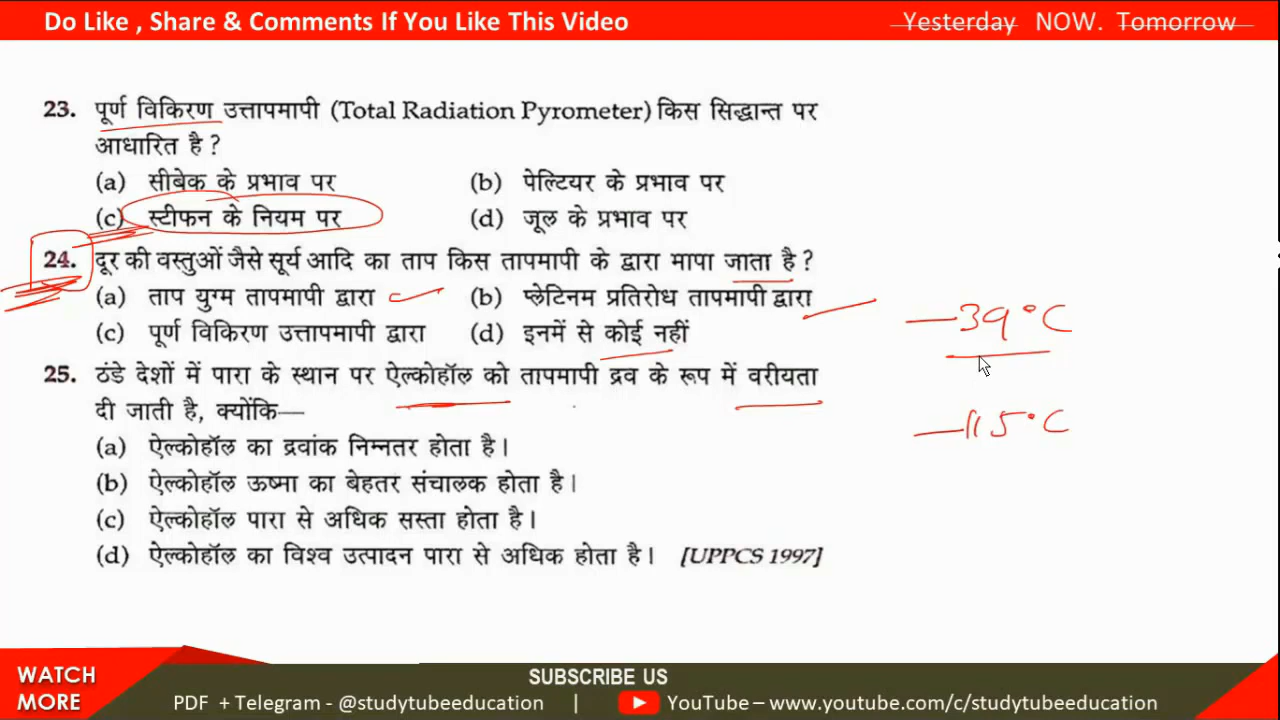 Do Like , Share & Comments If You Like This Video
Yesterday NOW. Tomorrow
23. पूर्ण विकिरण उत्तापमापी (Total Radiation Pyrometer) किस सिद्धान्त पर
आधारित है ?
(a) सीबेक के प्रभाव पर (b) पेल्टियर के प्रभाव पर
(c) स्टीफन के नियम पर (d) जूल के प्रभाव पर
24. दूर की वस्तुओं जैसे सूर्य आदि का ताप किस तापमापी के द्वारा मापा जाता है ?
(a) ताप युग्म तापमापी द्वारा (b) प्लेटिनम प्रतिरोध तापमापी द्वारा
(c) पूर्ण विकिरण उत्तापमापी द्वारा (d) इनमें से कोई नहीं
-39°C
25. ठंडे देशों में पारा के स्थान पर ऐल्कोहॉल को तापमापी द्रव के रूप में वरीयता
दी जाती है, क्योंकि—
-115°C
(a) ऐल्कोहॉल का द्रवांक निम्नतर होता है।
(b) ऐल्कोहॉल ऊष्मा का बेहतर संचालक होता है।
(c) ऐल्कोहॉल पारा से अधिक सस्ता होता है।
(d) ऐल्कोहॉल का विश्व उत्पादन पारा से अधिक होता है। [UPPCS 1997]
WATCH
MORE
SUBSCRIBE US
PDF + Telegram - @studytubeeducation | YouTube – www.youtube.com/c/studytubeeducation